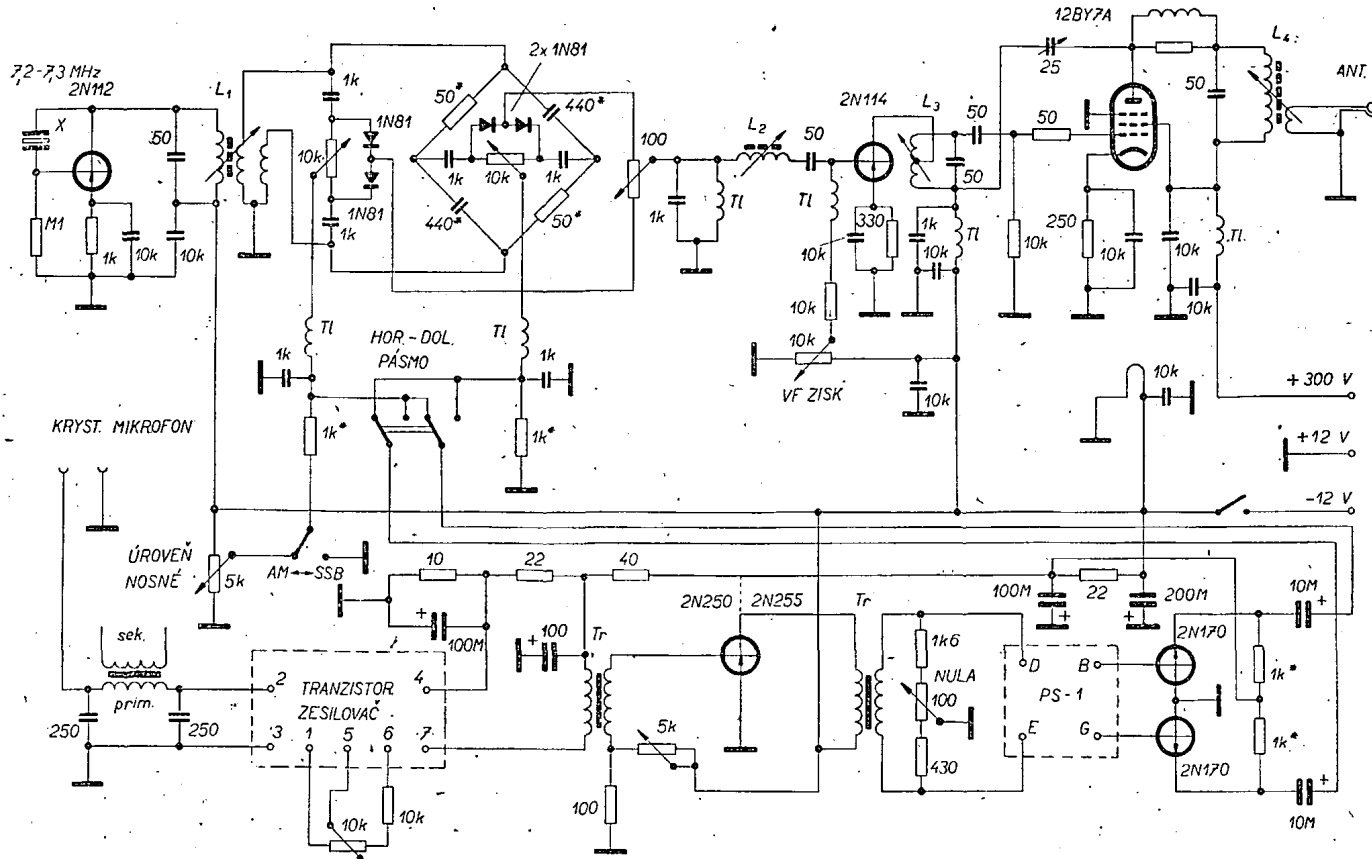 12BY7A
L4
ANT.
7,2-7,3 MHz
2N112
X
L1
50
M1
1k
10k
10k
1k
10k
1N81
1N81
1k
2x 1N81
50*
440*
1k
10k
1k
440*
50*
100
1k
Tl
L2
50
2N114
L3
50
50
50
25
50
Tl
10k
330
1k
10k
Tl
10k
250
10k
10k
10k
Tl
10k
10k
VF ZISK
10k
10k
+300 V
+12 V
-12 V
Tl
1k
1k*
HOR.-DOL.
PÁSMO
Tl
1k
1k*
KRYST. MIKROFON
ÚROVEŇ
NOSNÉ
5k
AM↔SSB
10
22
40
100M
2N250
2N255
Tr
100M
22
200M
10M
+
sek.
prim.
250
250
TRANZISTOR
ZESILOVAČ
2
3
1
5
6
4
7
10k
10k
+
100
Tr
5k
100
1k6
NULA
100
430
D
E
PS-1
B
G
2N170
2N170
1k*
1k*
10M
+